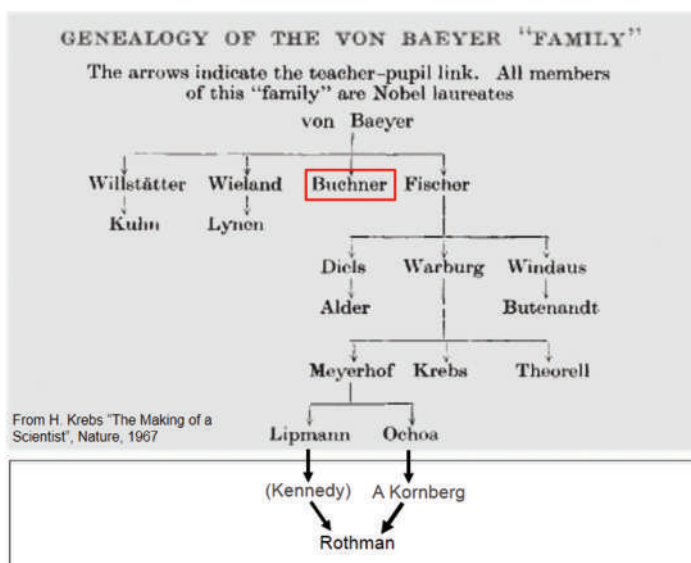 GENEALOGY OF THE VON BAEYER "FAMILY"
The arrows indicate the teacher-pupil link. All members
of this "family" are Nobel laureates
von Baeyer
Willstätter Wieland Buchner Fischer
Kuhn Lynen
Diels Warburg Windaus
Alder Butenandt
Meyerhof Krebs Theorell
From H. Krebs "The Making of a
Scientist", Nature, 1967
Lipmann Ochoa
(Kennedy) A Kornberg
Rothman